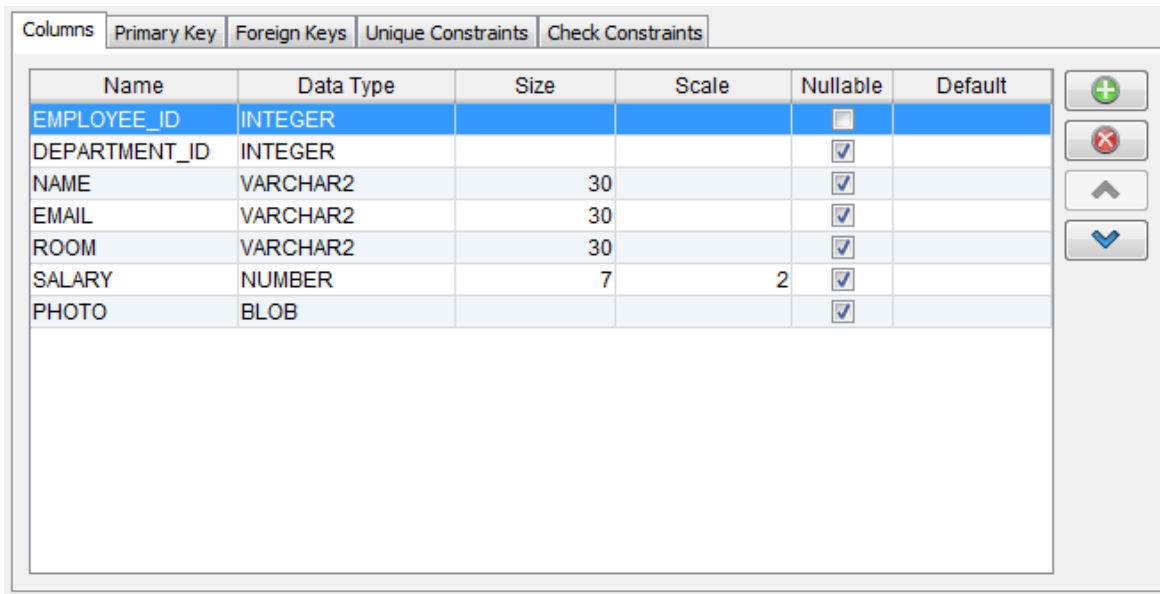 Columns Primary Key Foreign Keys Unique Constraints Check Constraints
Name Data Type Size Scale Nullable Default
EMPLOYEE_ID INTEGER
DEPARTMENT_ID INTEGER
NAME VARCHAR2 30
EMAIL VARCHAR2 30
ROOM VARCHAR2 30
SALARY NUMBER 7 2
PHOTO BLOB